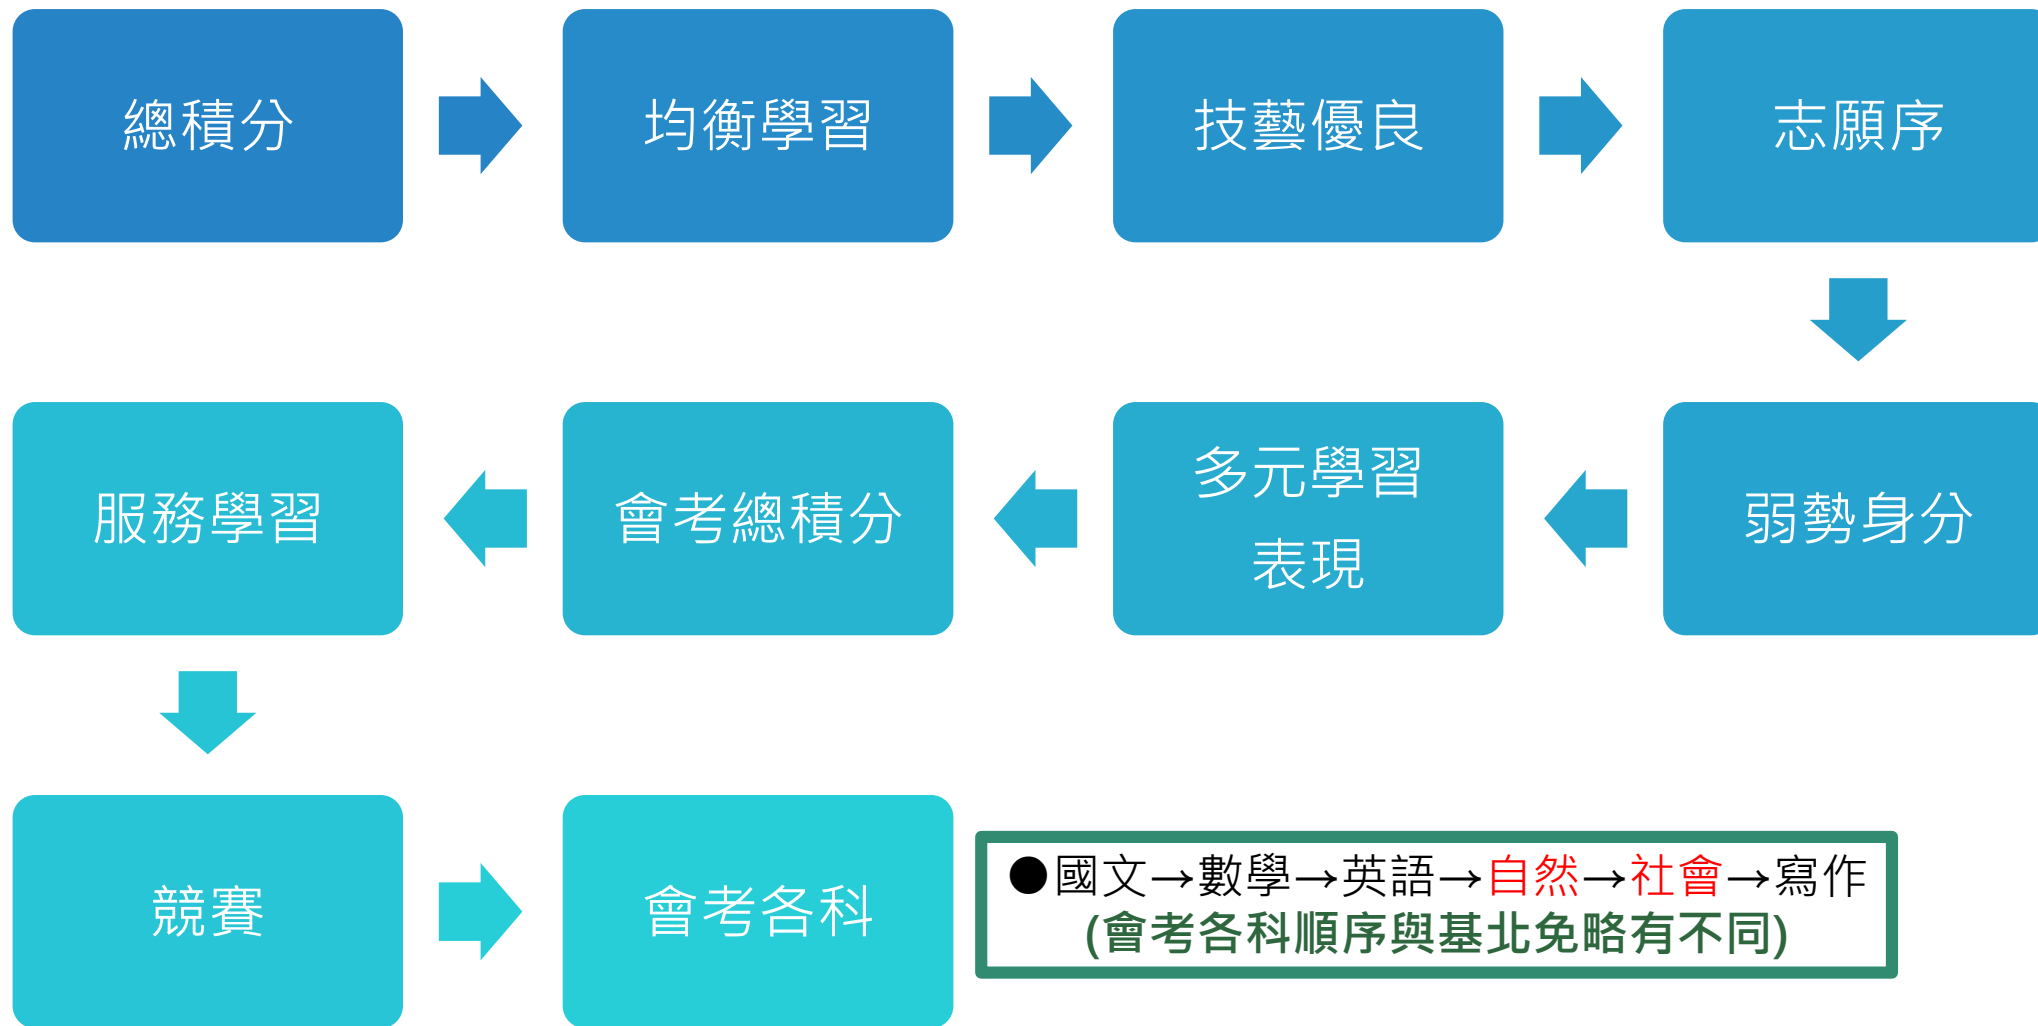 總積分
均衡學習
技藝優良
志願序
弱勢身分
多元學習
表現
會考總積分
服務學習
競賽
會考各科
●國文→數學→英語→自然→社會→寫作
(會考各科順序與基北免略有不同)